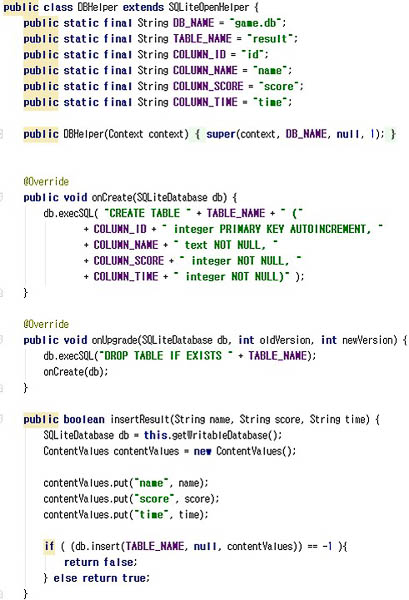 public class DBHelper extends SQLiteOpenHelper {
public static final String DB_NAME = "game.db";
public static final String TABLE_NAME = "result";
public static final String COLUMN_ID = "id";
public static final String COLUMN_NAME = "name";
public static final String COLUMN_SCORE = "score";
public static final String COLUMN_TIME = "time";
public DBHelper(Context context) { super(context, DB_NAME, null, 1); }
@Override
public void onCreate(SQLiteDatabase db) {
db.execSQL( "CREATE TABLE " + TABLE_NAME + " ("
+ COLUMN_ID + " integer PRIMARY KEY AUTOINCREMENT, "
+ COLUMN_NAME + " text NOT NULL, "
+ COLUMN_SCORE + " integer NOT NULL, "
+ COLUMN_TIME + " integer NOT NULL)" );
}
@Override
public void onUpgrade(SQLiteDatabase db, int oldVersion, int newVersion) {
db.execSQL("DROP TABLE IF EXISTS " + TABLE_NAME);
onCreate(db);
}
public boolean insertResult(String name, String score, String time) {
SQLiteDatabase db = this.getWritableDatabase();
ContentValues contentValues = new ContentValues();
contentValues.put("name", name);
contentValues.put("score", score);
contentValues.put("time", time);
if ( (db.insert(TABLE_NAME, null, contentValues)) == -1 ){
return false;
} else return true;
}